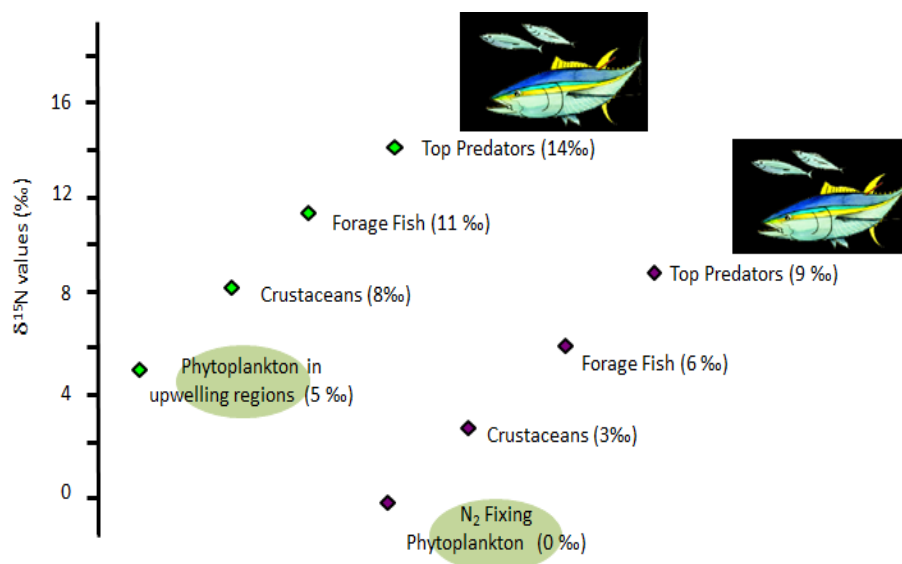 δ¹⁵N values (‰)
16
12
8
4
0
Top Predators (14‰)
Forage Fish (11 ‰)
Crustaceans (8‰)
Phytoplankton in
upwelling regions (5 ‰)
Top Predators (9 ‰)
Forage Fish (6 ‰)
Crustaceans (3‰)
N₂ Fixing
Phytoplankton (0 ‰)